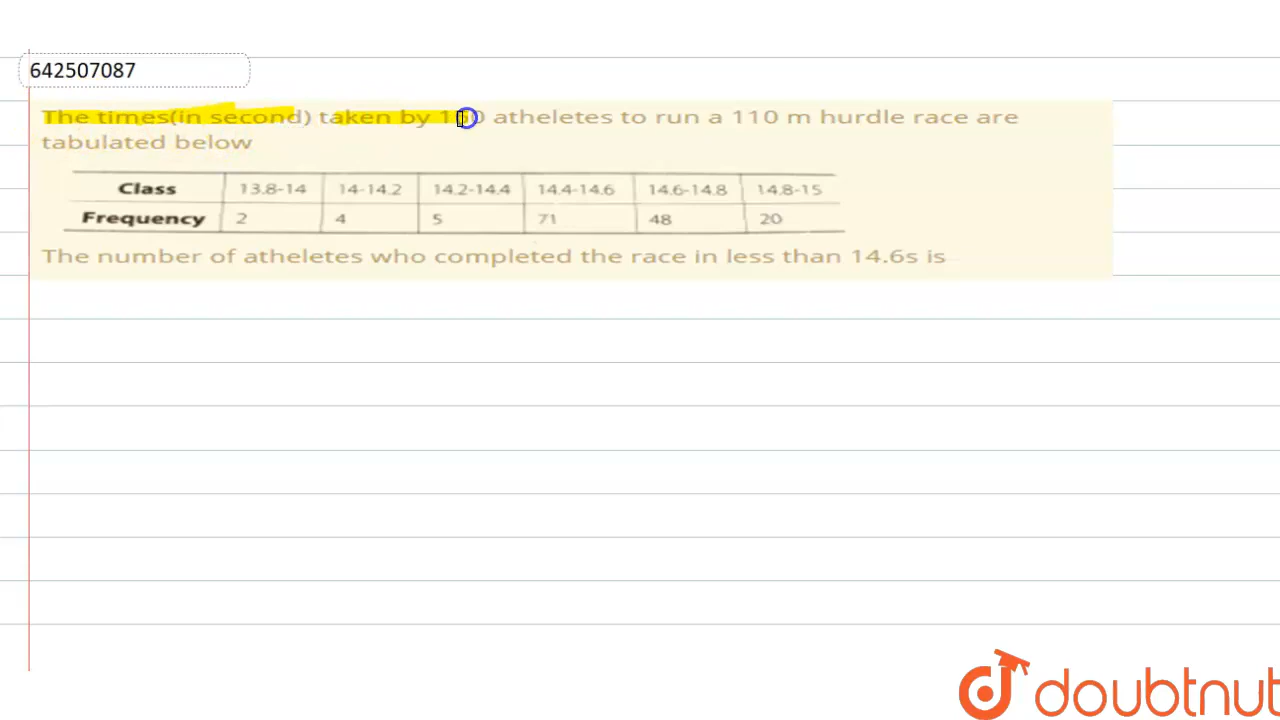 642507087
The times(in second) taken by atheletes to run a 110 m hurdle race are
tabulated below
Class 13.8-14 14-14.2 14.2-14.4 14.4-14.6 14.6-14.8 14.8-15
Frequency 2 4 5 71 48 20
The number of atheletes who completed the race in less than 14.6s is
doubtnut